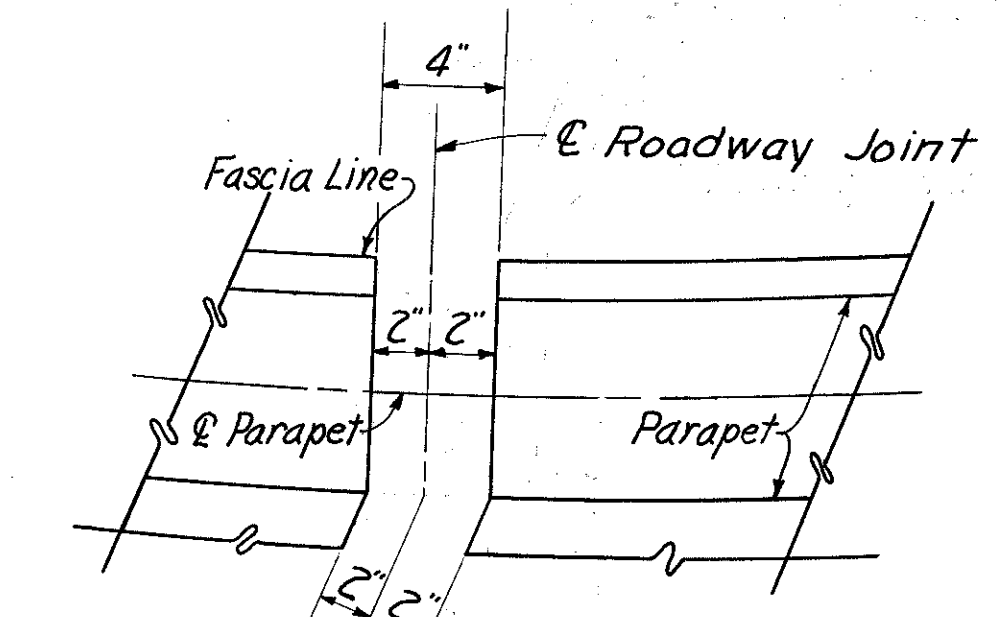 4"
℄ Roadway Joint
Fascia Line
2" 2"
℄ Parapet
Parapet
2"
2"